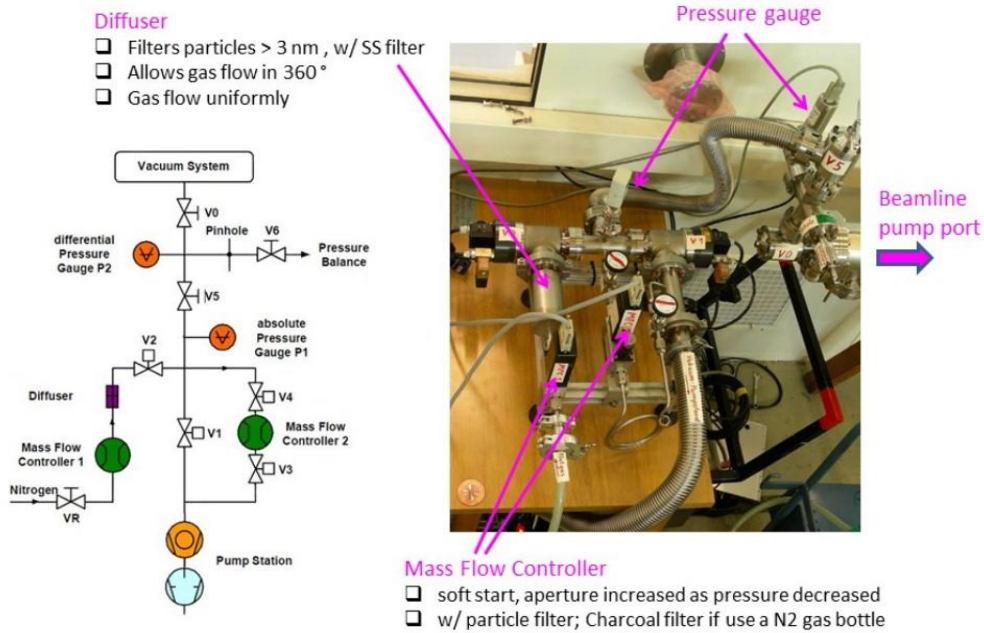 Diffuser
❑ Filters particles > 3 nm , w/ SS filter
❑ Allows gas flow in 360°
❑ Gas flow uniformly
Pressure gauge
Vacuum System
V0
Pinhole
V6
differential
Pressure
Gauge P2
Pressure
Balance
V5
absolute
Pressure
Gauge P1
V2
Diffuser
V4
Mass Flow
Controller 1
V1
Mass Flow
Controller 2
Nitrogen
V3
VR
Pump Station
V5
V0
V1
MFC
Beamline
pump port
Mass Flow Controller
❑ soft start, aperture increased as pressure decreased
❑ w/ particle filter; Charcoal filter if use a N2 gas bottle